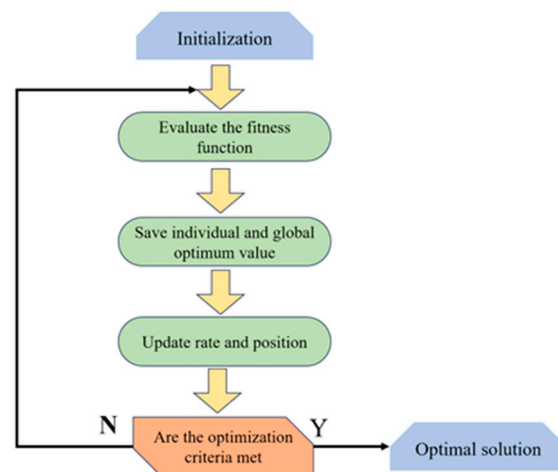 Initialization
Evaluate the fitness
function
Save individual and global
optimum value
Update rate and position
N
Are the optimization
criteria met
Y
Optimal solution